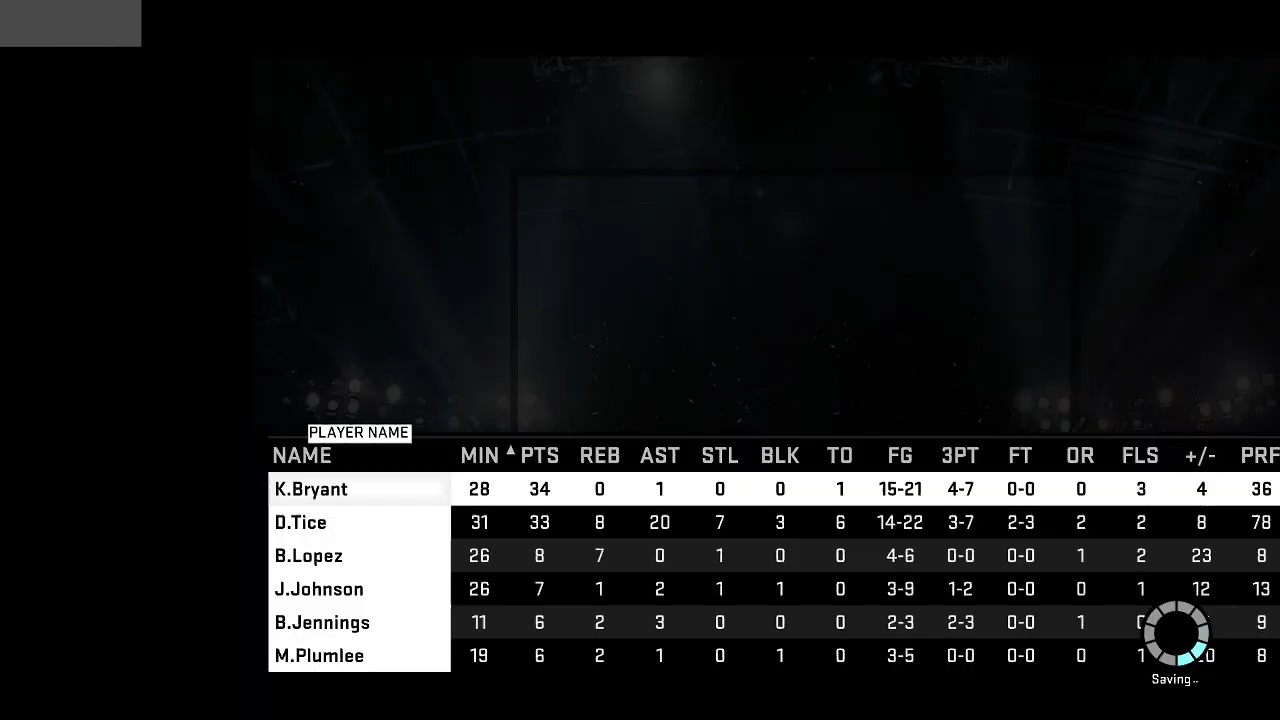 PLAYER NAME
NAME MIN PTS REB AST STL BLK TO FG 3PT FT OR FLS +/- PRF
K.Bryant 28 34 0 1 0 0 1 15-21 4-7 0-0 0 3 4 36
D.Tice 31 33 8 20 7 3 6 14-22 3-7 2-3 2 2 8 78
B.Lopez 26 8 7 0 1 0 0 4-6 0-0 0-0 1 2 23 8
J.Johnson 26 7 1 2 1 1 0 3-9 1-2 0-0 0 1 12 13
B.Jennings 11 6 2 3 0 0 0 2-3 2-3 0-0 1 9
M.Plumlee 19 6 2 1 0 1 0 3-5 0-0 0-0 0 1 8
Saving..